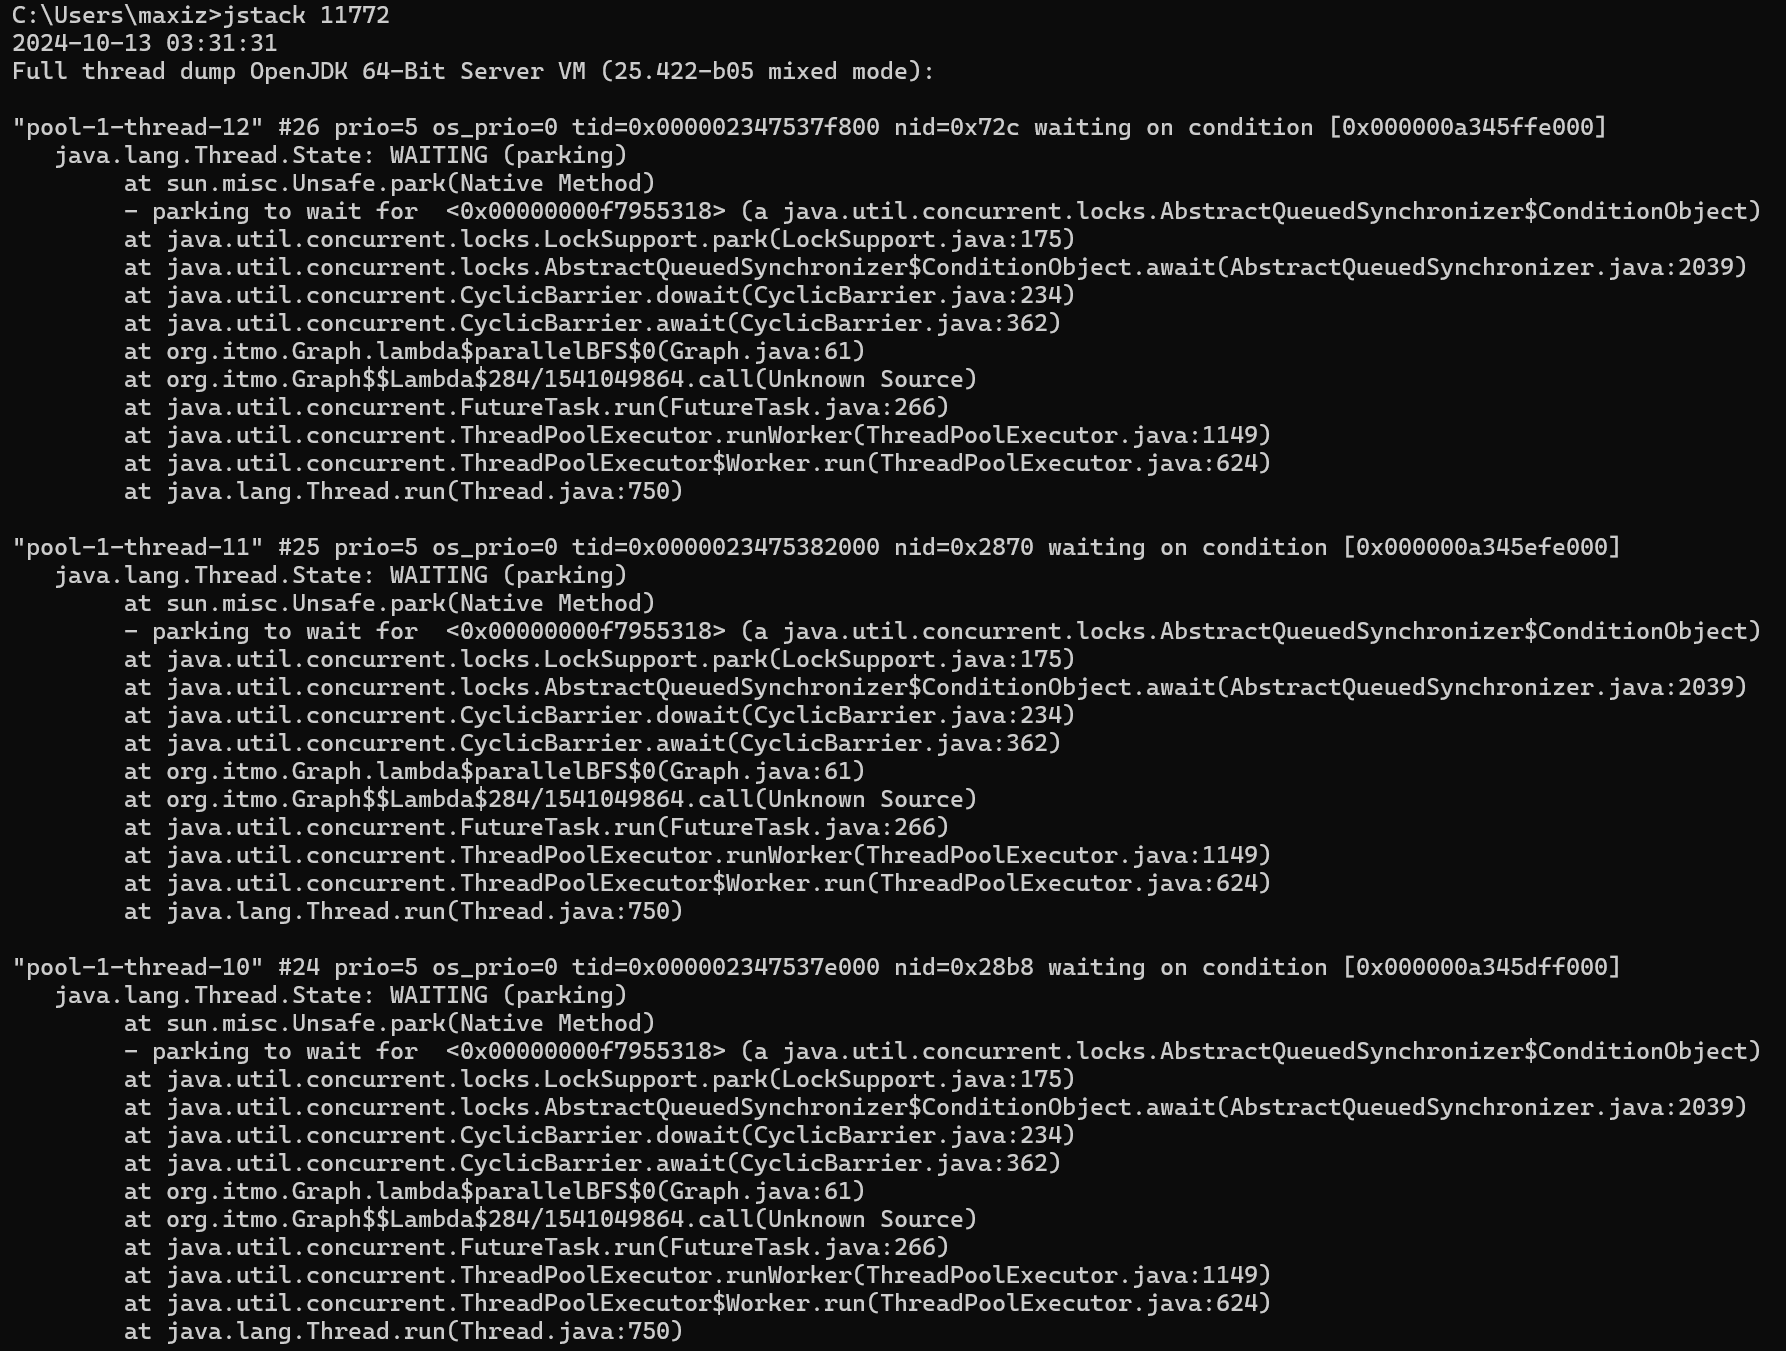 C:\Users\maxiz>jstack 11772
2024-10-13 03:31:31
Full thread dump OpenJDK 64-Bit Server VM (25.422-b05 mixed mode):
"pool-1-thread-12" #26 prio=5 os_prio=0 tid=0x000002347537f800 nid=0x72c waiting on condition [0x000000a345ffe000]
java.lang.Thread.State: WAITING (parking)
at sun.misc.Unsafe.park(Native Method)
- parking to wait for  <0x00000000f7955318> (a java.util.concurrent.locks.AbstractQueuedSynchronizer$ConditionObject)
at java.util.concurrent.locks.LockSupport.park(LockSupport.java:175)
at java.util.concurrent.locks.AbstractQueuedSynchronizer$ConditionObject.await(AbstractQueuedSynchronizer.java:2039)
at java.util.concurrent.CyclicBarrier.dowait(CyclicBarrier.java:234)
at java.util.concurrent.CyclicBarrier.await(CyclicBarrier.java:362)
at org.itmo.Graph.lambda$parallelBFS$0(Graph.java:61)
at org.itmo.Graph$$Lambda$284/1541049864.call(Unknown Source)
at java.util.concurrent.FutureTask.run(FutureTask.java:266)
at java.util.concurrent.ThreadPoolExecutor.runWorker(ThreadPoolExecutor.java:1149)
at java.util.concurrent.ThreadPoolExecutor$Worker.run(ThreadPoolExecutor.java:624)
at java.lang.Thread.run(Thread.java:750)
"pool-1-thread-11" #25 prio=5 os_prio=0 tid=0x0000023475382000 nid=0x2870 waiting on condition [0x000000a345efe000]
java.lang.Thread.State: WAITING (parking)
at sun.misc.Unsafe.park(Native Method)
- parking to wait for  <0x00000000f7955318> (a java.util.concurrent.locks.AbstractQueuedSynchronizer$ConditionObject)
at java.util.concurrent.locks.LockSupport.park(LockSupport.java:175)
at java.util.concurrent.locks.AbstractQueuedSynchronizer$ConditionObject.await(AbstractQueuedSynchronizer.java:2039)
at java.util.concurrent.CyclicBarrier.dowait(CyclicBarrier.java:234)
at java.util.concurrent.CyclicBarrier.await(CyclicBarrier.java:362)
at org.itmo.Graph.lambda$parallelBFS$0(Graph.java:61)
at org.itmo.Graph$$Lambda$284/1541049864.call(Unknown Source)
at java.util.concurrent.FutureTask.run(FutureTask.java:266)
at java.util.concurrent.ThreadPoolExecutor.runWorker(ThreadPoolExecutor.java:1149)
at java.util.concurrent.ThreadPoolExecutor$Worker.run(ThreadPoolExecutor.java:624)
at java.lang.Thread.run(Thread.java:750)
"pool-1-thread-10" #24 prio=5 os_prio=0 tid=0x000002347537e000 nid=0x28b8 waiting on condition [0x000000a345dff000]
java.lang.Thread.State: WAITING (parking)
at sun.misc.Unsafe.park(Native Method)
- parking to wait for  <0x00000000f7955318> (a java.util.concurrent.locks.AbstractQueuedSynchronizer$ConditionObject)
at java.util.concurrent.locks.LockSupport.park(LockSupport.java:175)
at java.util.concurrent.locks.AbstractQueuedSynchronizer$ConditionObject.await(AbstractQueuedSynchronizer.java:2039)
at java.util.concurrent.CyclicBarrier.dowait(CyclicBarrier.java:234)
at java.util.concurrent.CyclicBarrier.await(CyclicBarrier.java:362)
at org.itmo.Graph.lambda$parallelBFS$0(Graph.java:61)
at org.itmo.Graph$$Lambda$284/1541049864.call(Unknown Source)
at java.util.concurrent.FutureTask.run(FutureTask.java:266)
at java.util.concurrent.ThreadPoolExecutor.runWorker(ThreadPoolExecutor.java:1149)
at java.util.concurrent.ThreadPoolExecutor$Worker.run(ThreadPoolExecutor.java:624)
at java.lang.Thread.run(Thread.java:750)